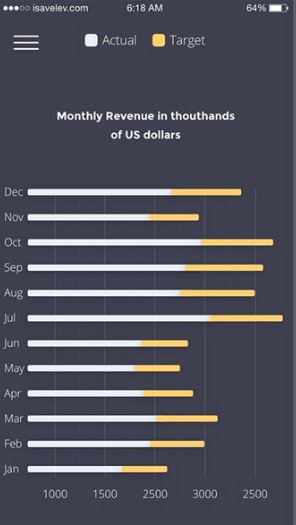 isavelev.com 6:18 AM 64%
Actual Target
Monthly Revenue in thouthands
of US dollars
Dec
Nov
Oct
Sep
Aug
Jul
Jun
May
Apr
Mar
Feb
Jan
1000 1500 2500 3000 2500